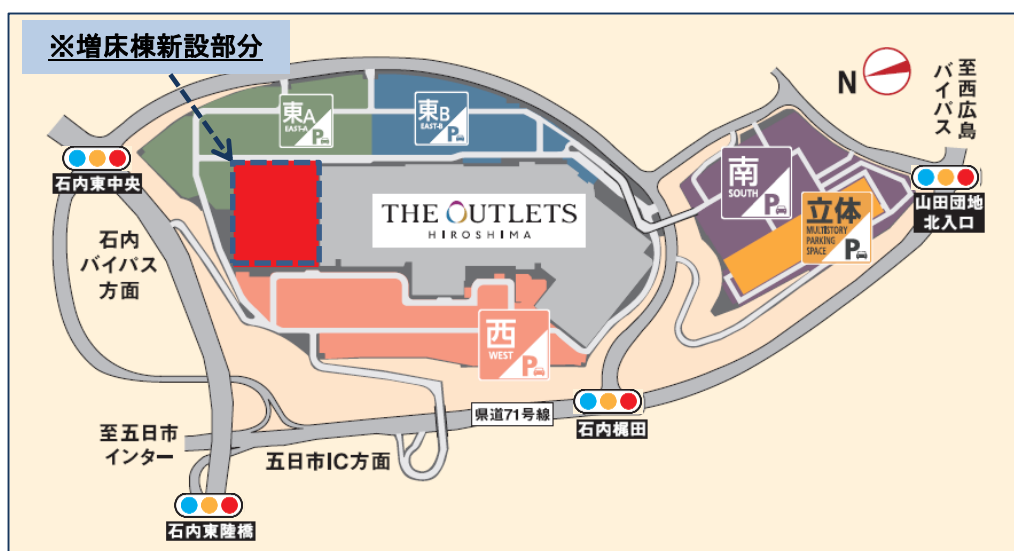 ※増床棟新設部分
N
至西広島
バイパス
東A
EAST-A
P
東B
EAST-B
P
石内東中央
南
SOUTH
P
山田団地
北入口
立体
MULTISTORY
PARKING
SPACE
P
THE OUTLETS
HIROSHIMA
石内
バイパス
方面
西
WEST
P
県道71号線
石内梶田
至五日市
インター
五日市IC方面
石内東陸橋